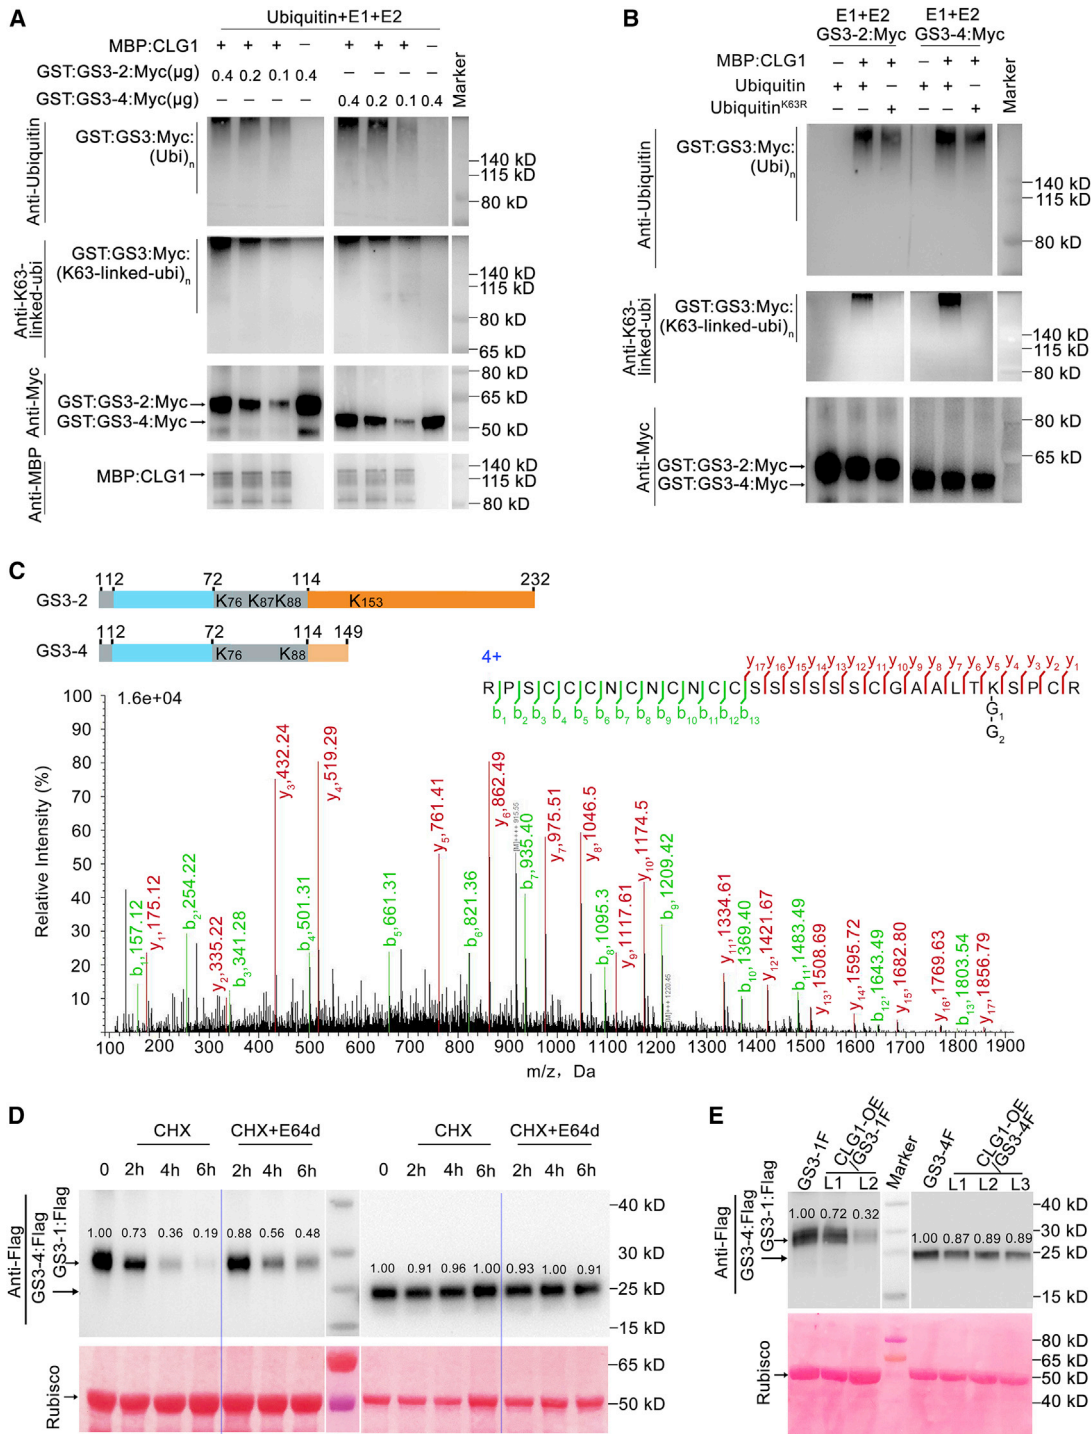 A
Ubiquitin+E1+E2
MBP:CLG1 + + + − + + + −
GST:GS3-2:Myc(µg) 0.4 0.2 0.1 0.4 − − − −
GST:GS3-4:Myc(µg) − − − − 0.4 0.2 0.1 0.4
Marker
Anti-Ubiquitin
GST:GS3:Myc:
(Ubi)n
140 kD
115 kD
80 kD
Anti-K63-
linked-ubi
GST:GS3:Myc:
(K63-linked-ubi)n
140 kD
115 kD
80 kD
65 kD
Anti-Myc
GST:GS3-2:Myc
GST:GS3-4:Myc
80 kD
65 kD
50 kD
Anti-MBP
MBP:CLG1
140 kD
115 kD
80 kD
B
E1+E2 E1+E2
GS3-2:Myc GS3-4:Myc
MBP:CLG1 − + + − + +
Ubiquitin + + − + + −
UbiquitinK63R − − + − − +
Marker
Anti-Ubiquitin
GST:GS3:Myc:
(Ubi)n
140 kD
115 kD
80 kD
Anti-K63-
linked-ubi
GST:GS3:Myc:
(K63-linked-ubi)n
140 kD
115 kD
80 kD
Anti-Myc
GST:GS3-2:Myc
GST:GS3-4:Myc
80 kD
65 kD
C
112 72 114 232
GS3-2 K76 K87K88 K153
112 72 114 149
GS3-4 K76 K88
4+
y17 y16 y15 y14 y13 y12 y11 y10 y9 y8 y7 y6 y5 y4 y3 y2 y1
R P S C C C N C N C N C C S S S S S S C G A A L T K S P C R
b1 b2 b3 b4 b5 b6 b7 b8 b9 b10 b11 b12 b13
G1
G2
1.6e+04
Relative Intensity (%)
100
90
80
70
60
50
40
30
20
10
b1,157.12
y1,175.12
b2,254.22
y2,335.22
b3,341.28
y3,432.24
b4,501.31
y4,519.29
b5,661.31
y5,761.41
b6,821.36
y6,862.49
[M]++++ 915.55
b7,935.40
y7,975.51
y8,1046.5
b8,1095.3
y9,1117.61
y10,1174.5
b9,1209.42
[M]+++ 1220.45
y11,1334.61
b10,1369.40
y12,1421.67
b11,1483.49
y13,1508.69
y14,1595.72
b12,1643.49
y15,1682.80
y16,1769.63
b13,1803.54
y17,1856.79
100 200 300 400 500 600 700 800 900 1000 1100 1200 1300 1400 1500 1600 1700 1800 1900
m/z, Da
D
CHX CHX+E64d CHX CHX+E64d
0 2h 4h 6h 2h 4h 6h 0 2h 4h 6h 2h 4h 6h
Anti-Flag
GS3-4:Flag
GS3-1:Flag
1.00 0.73 0.36 0.19 0.88 0.56 0.48
1.00 0.91 0.96 1.00 0.93 1.00 0.91
40 kD
30 kD
25 kD
15 kD
Rubisco
65 kD
50 kD
E
GS3-1F
CLG1-OE
/GS3-1F
L1 L2
Marker
GS3-4F
CLG1-OE
/GS3-4F
L1 L2 L3
Anti-Flag
GS3-4:Flag
GS3-1:Flag
1.00 0.72 0.32
1.00 0.87 0.89 0.89
40 kD
30 kD
25 kD
15 kD
Rubisco
80 kD
65 kD
50 kD
40 kD